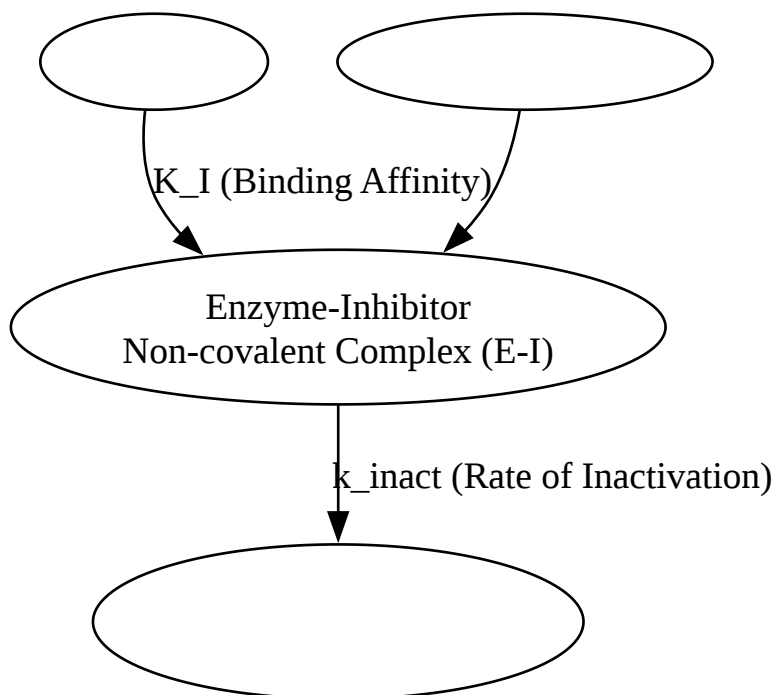 K_I (Binding Affinity)
Enzyme-Inhibitor
Non-covalent Complex (E-I)
k_inact (Rate of Inactivation)